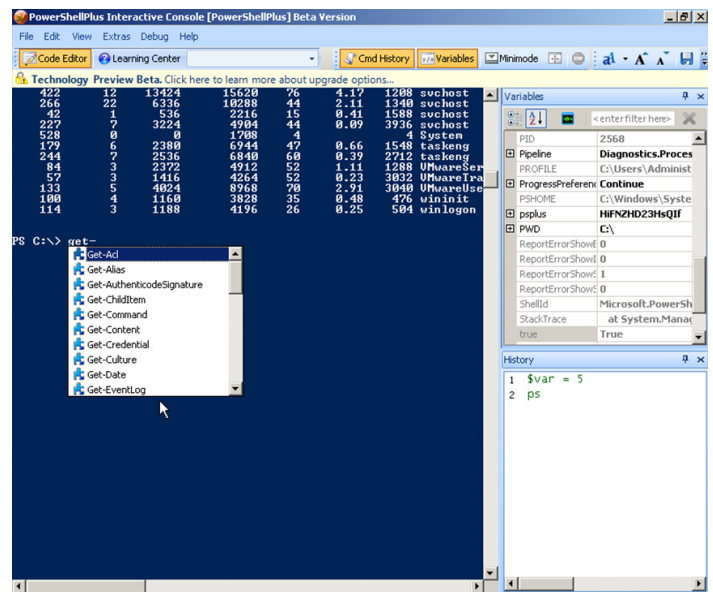 PowerShellPlus Interactive Console [PowerShellPlus] Beta Version
File Edit View Extras Debug Help
Code Editor Learning Center Cmd History Variables Minimode
Technology Preview Beta. Click here to learn more about upgrade options...
422 12 13424 15620 76 4.17 1208 svchost
266 22 6336 10288 44 2.11 1340 svchost
42 1 536 2216 15 0.41 1588 svchost
227 7 3224 4904 44 0.09 3936 svchost
528 0 0 1708 4 4 System
179 6 2380 6944 47 0.66 1548 taskeng
244 7 2536 6840 60 0.39 2712 taskeng
84 3 2372 4912 52 1.11 1288 VMwareSer
57 3 1416 4264 52 0.23 3032 VMwareTra
133 5 4024 8968 70 2.91 3040 VMwareUse
100 4 1160 3828 35 0.48 476 wininit
114 3 1188 4196 26 0.25 504 winlogon
PS C:\> get-
Get-Acl
Get-Alias
Get-AuthenticodeSignature
Get-ChildItem
Get-Command
Get-Content
Get-Credential
Get-Culture
Get-Date
Get-EventLog
Variables
<enter filter here>
PID 2568
Pipeline Diagnostics.Proces
PROFILE C:\Users\Administ
ProgressPreferenc Continue
PSHOME C:\Windows\Syste
psplus HiFNZHD23HsQIf
PWD C:\
ReportErrorShowE 0
ReportErrorShowI 0
ReportErrorShowS 1
ReportErrorShowS 0
ShellId Microsoft.PowerSh
StackTrace at System.Manag
true True
History
1 $var = 5
2 ps